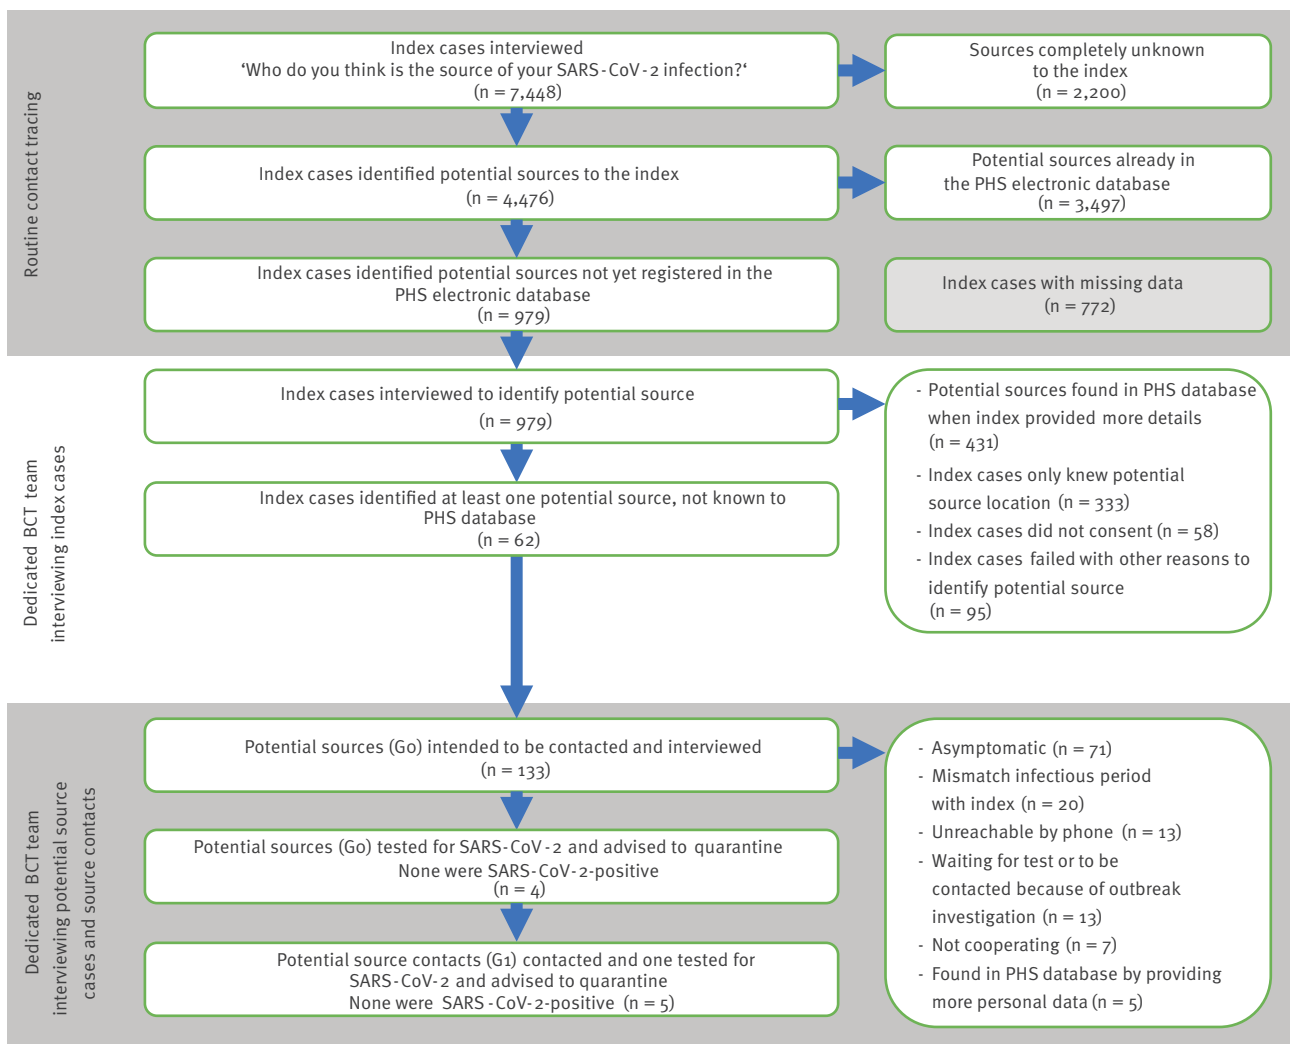 Routine contact tracing
Index cases interviewed
‘Who do you think is the source of your SARS-CoV-2 infection?‘
(n = 7,448)
Sources completely unknown
to the index
(n = 2,200)
Index cases identified potential sources to the index
(n = 4,476)
Potential sources already in
the PHS electronic database
(n = 3,497)
Index cases identified potential sources not yet registered in the
PHS electronic database
(n = 979)
Index cases with missing data
(n = 772)
Dedicated BCT team
interviewing index cases
Index cases interviewed to identify potential source
(n = 979)
- Potential sources found in PHS database
when index provided more details
(n = 431)
- Index cases only knew potential
source location (n = 333)
- Index cases did not consent (n = 58)
- Index cases failed with other reasons to
identify potential source
(n = 95)
Index cases identified at least one potential source, not known to
PHS database
(n = 62)
Dedicated BCT team
interviewing potential source
cases and source contacts
Potential sources (G0) intended to be contacted and interviewed
(n = 133)
- Asymptomatic (n = 71)
- Mismatch infectious period
with index (n = 20)
- Unreachable by phone (n = 13)
- Waiting for test or to be
contacted because of outbreak
investigation (n = 13)
- Not cooperating (n = 7)
- Found in PHS database by providing
more personal data (n = 5)
Potential sources (G0) tested for SARS-CoV-2 and advised to quarantine
None were SARS-CoV-2-positive
(n = 4)
Potential source contacts (G1) contacted and one tested for
SARS-CoV-2 and advised to quarantine
None were SARS-CoV-2-positive (n = 5)